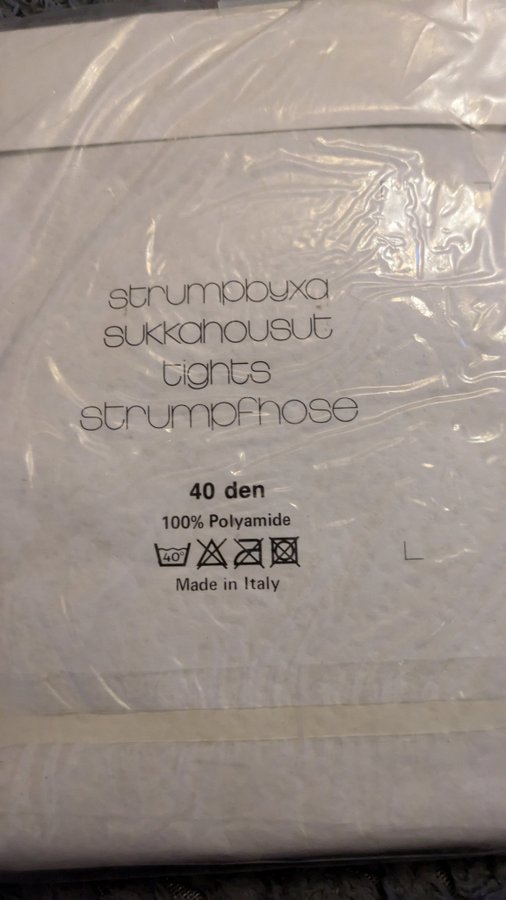 strumpbyxa
sukkahousut
tights
strumpfhose
40 den
100% Polyamide
40°
Made in Italy